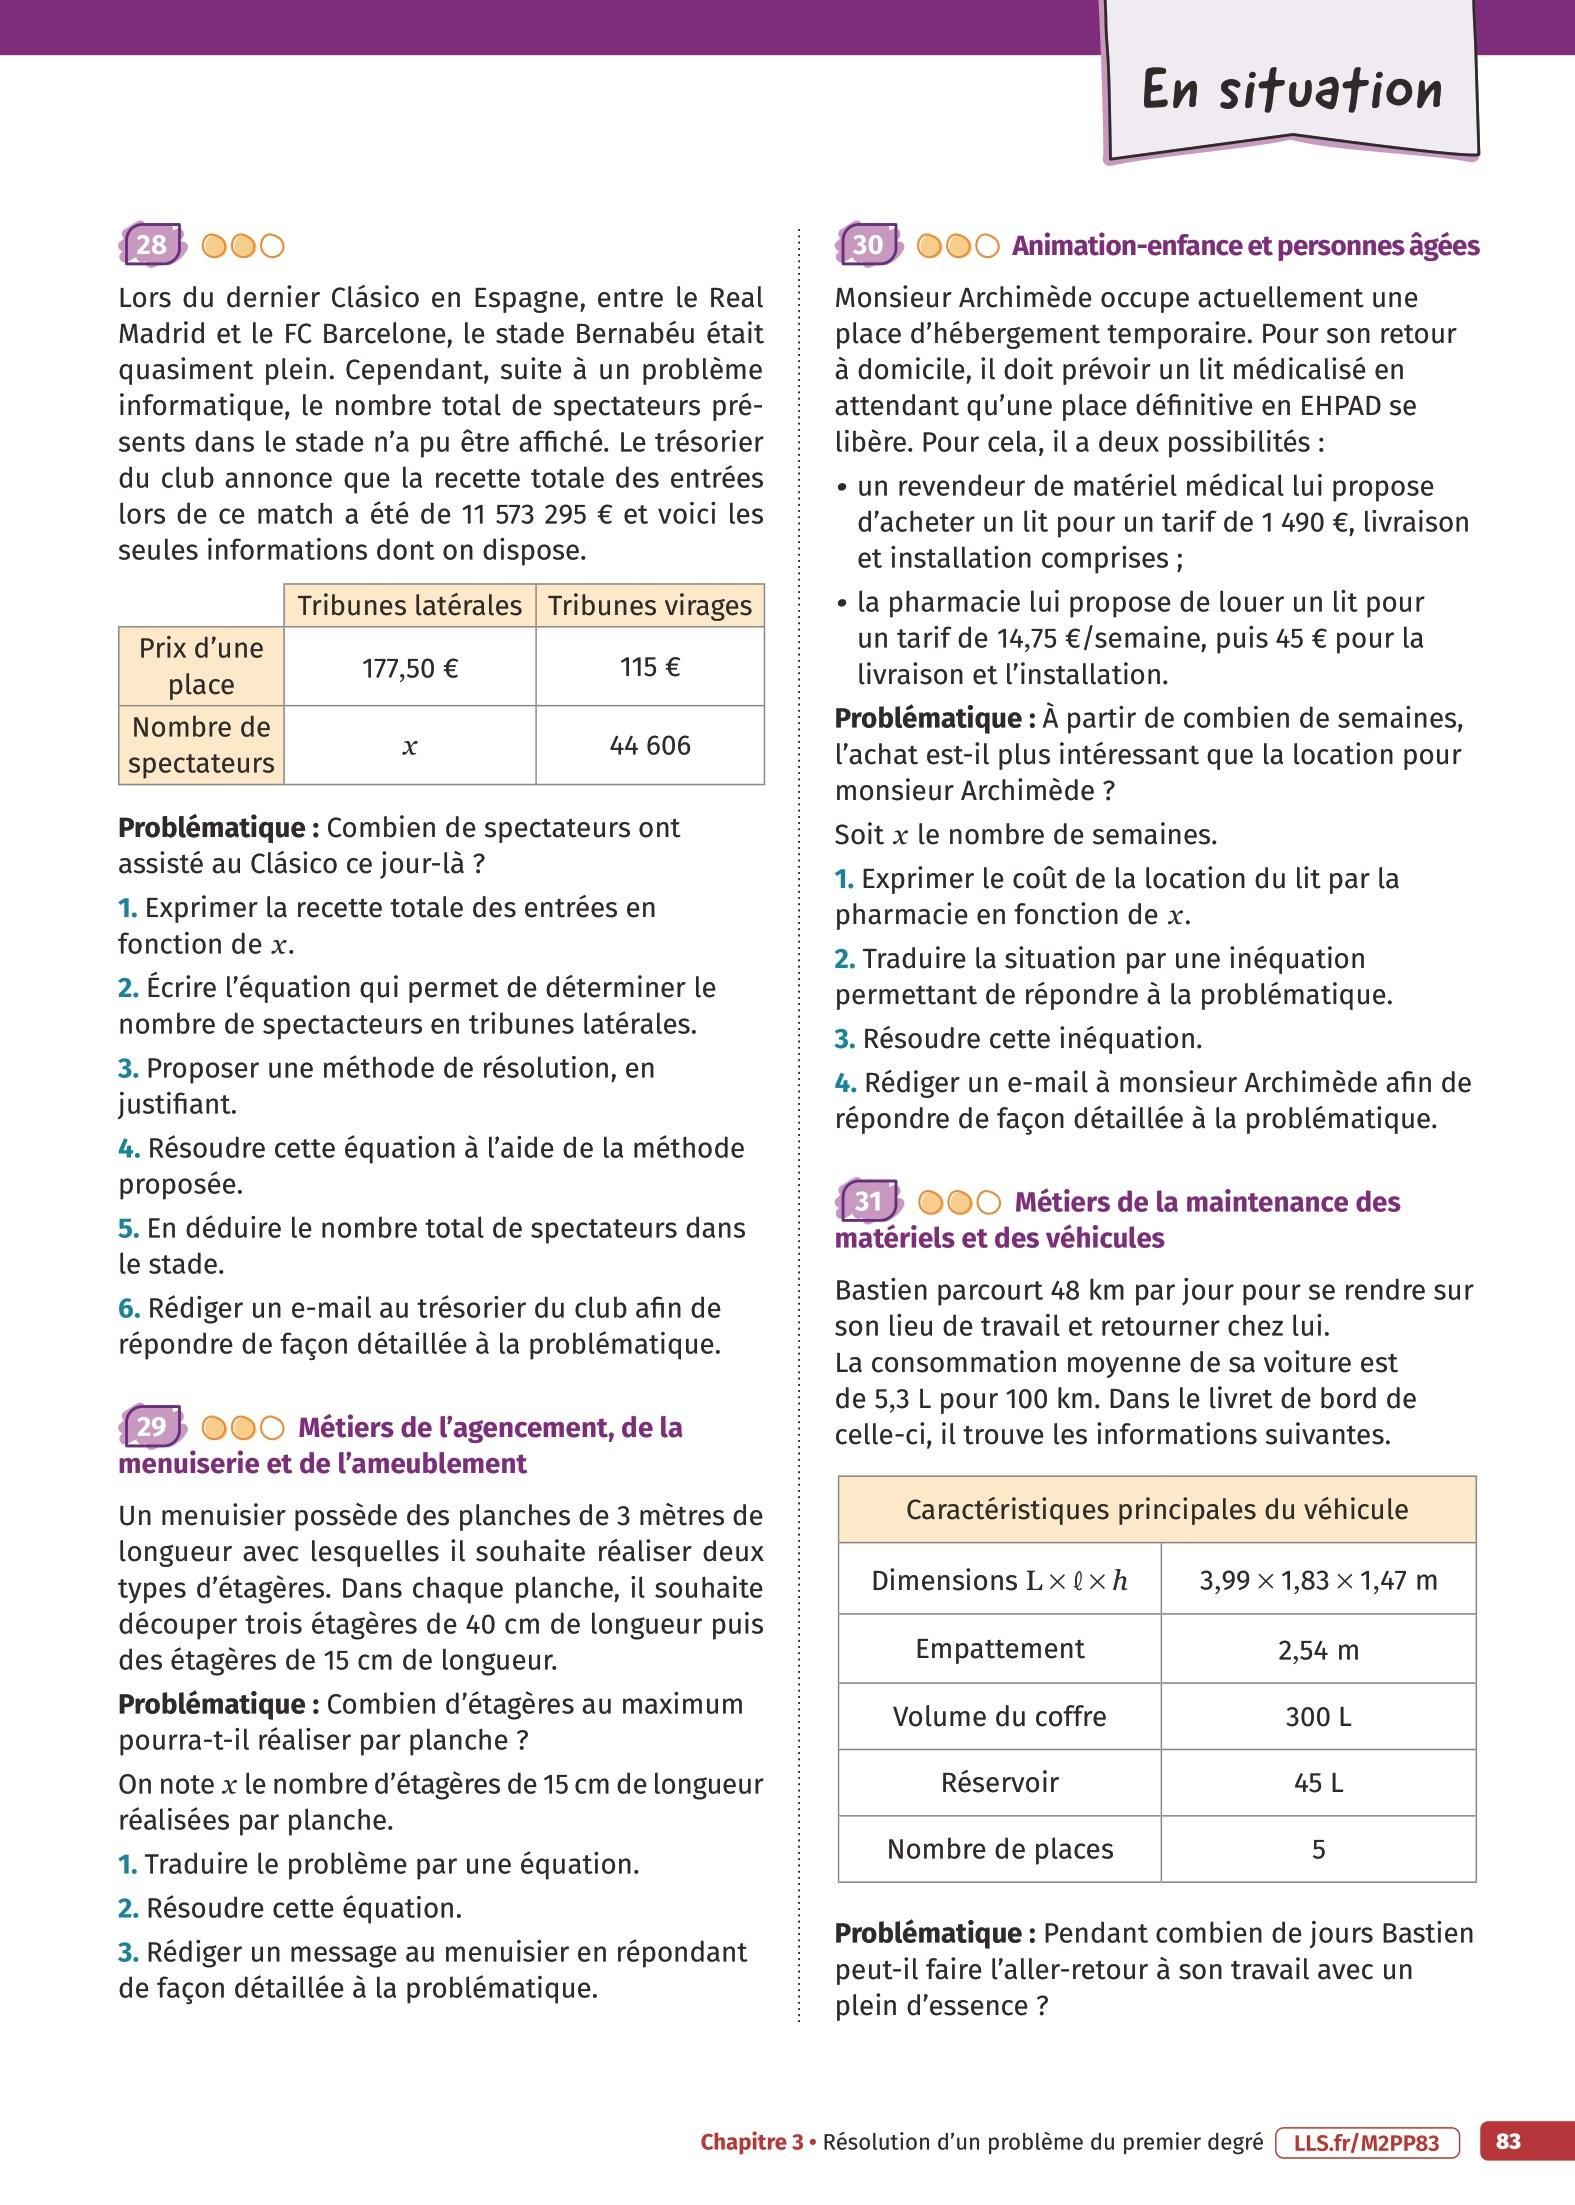 En situation
28
Lors du dernier Clásico en Espagne, entre le Real
Madrid et le FC Barcelone, le stade Bernabéu était
quasiment plein. Cependant, suite à un problème
informatique, le nombre total de spectateurs pré-
sents dans le stade n'a pu être affiché. Le trésorier
du club annonce que la recette totale des entrées
lors de ce match a été de 11 573 295 € et voici les
seules informations dont on dispose.
Tribunes latérales Tribunes virages
Prix d'une
place
177,50 € 115 €
Nombre de
spectateurs
x 44 606
Problématique : Combien de spectateurs ont
assisté au Clásico ce jour-là ?
1. Exprimer la recette totale des entrées en
fonction de x.
2. Écrire l'équation qui permet de déterminer le
nombre de spectacteurs en tribunes latérales.
3. Proposer une méthode de résolution, en
justifiant.
4. Résoudre cette équation à l'aide de la méthode
proposée.
5. En déduire le nombre total de spectateurs dans
le stade.
6. Rédiger un e-mail au trésorier du club afin de
répondre de façon détaillée à la problématique.
29 Métiers de l'agencement, de la
menuiserie et de l'ameublement
Un menuisier possède des planches de 3 mètres de
longueur avec lesquelles il souhaite réaliser deux
types d'étagères. Dans chaque planche, il souhaite
découper trois étagères de 40 cm de longueur puis
des étagères de 15 cm de longueur.
Problématique : Combien d'étagères au maximum
pourra-t-il réaliser par planche ?
On note x le nombre d'étagères de 15 cm de longueur
réalisées par planche.
1. Traduire le problème par une équation.
2. Résoudre cette équation.
3. Rédiger un message au menuisier en répondant
de façon détaillée à la problématique.
30 Animation-enfance et personnes âgées
Monsieur Archimède occupe actuellement une
place d'hébergement temporaire. Pour son retour
à domicile, il doit prévoir un lit médicalisé en
attendant qu'une place définitive en EHPAD se
libère. Pour cela, il a deux possibilités :
• un revendeur de matériel médical lui propose
d'acheter un lit pour un tarif de 1 490 €, livraison
et installation comprises ;
• la pharmacie lui propose de louer un lit pour
un tarif de 14,75 €/semaine, puis 45 € pour la
livraison et l'installation.
Problématique : À partir de combien de semaines,
l'achat est-il plus intéressant que la location pour
monsieur Archimède ?
Soit x le nombre de semaines.
1. Exprimer le coût de la location du lit par la
pharmacie en fonction de x.
2. Traduire la situation par une inéquation
permettant de répondre à la problématique.
3. Résoudre cette inéquation.
4. Rédiger un e-mail à monsieur Archimède afin de
répondre de façon détaillée à la problématique.
31 Métiers de la maintenance des
matériels et des véhicules
Bastien parcourt 48 km par jour pour se rendre sur
son lieu de travail et retourner chez lui.
La consommation moyenne de sa voiture est
de 5,3 L pour 100 km. Dans le livret de bord de
celle-ci, il trouve les informations suivantes.
Caractéristiques principales du véhicule
Dimensions L × ℓ × h 3,99 × 1,83 × 1,47 m
Empattement 2,54 m
Volume du coffre 300 L
Réservoir 45 L
Nombre de places 5
Problématique : Pendant combien de jours Bastien
peut-il faire l'aller-retour à son travail avec un
plein d'essence ?
Chapitre 3 • Résolution d'un problème du premier degré LLS.fr/M2PP83 83